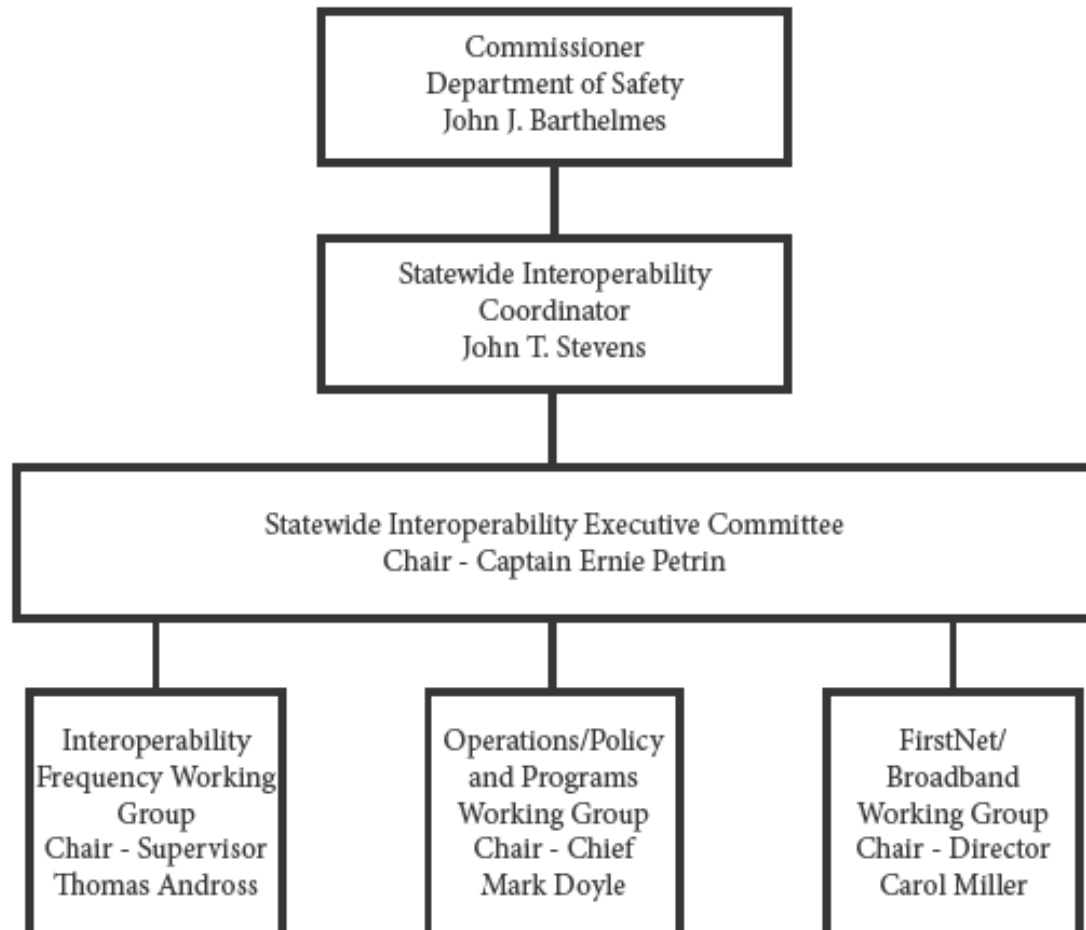 Commissioner
Department of Safety
John J. Barthelmes
Statewide Interoperability
Coordinator
John T. Stevens
Statewide Interoperability Executive Committee
Chair - Captain Ernie Petrin
Interoperability
Frequency Working
Group
Chair - Supervisor
Thomas Andross
Operations/Policy
and Programs
Working Group
Chair - Chief
Mark Doyle
FirstNet/
Broadband
Working Group
Chair - Director
Carol Miller